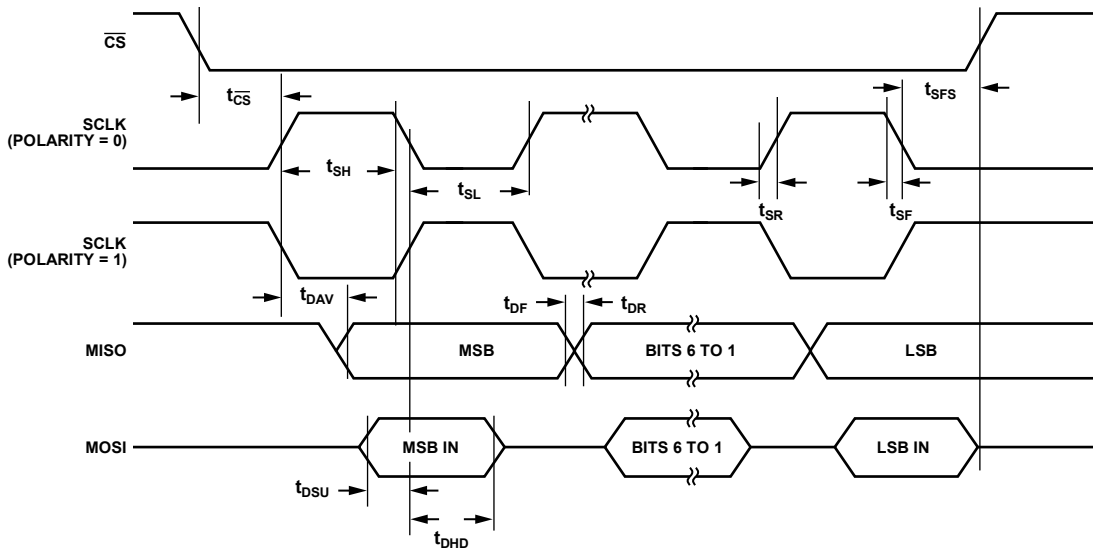 CS
tCS
tSFS
SCLK
(POLARITY = 0)
tSH
tSL
tSR
tSF
SCLK
(POLARITY = 1)
tDAV
tDF
tDR
MISO
MSB
BITS 6 TO 1
LSB
MOSI
MSB IN
BITS 6 TO 1
LSB IN
tDSU
tDHD